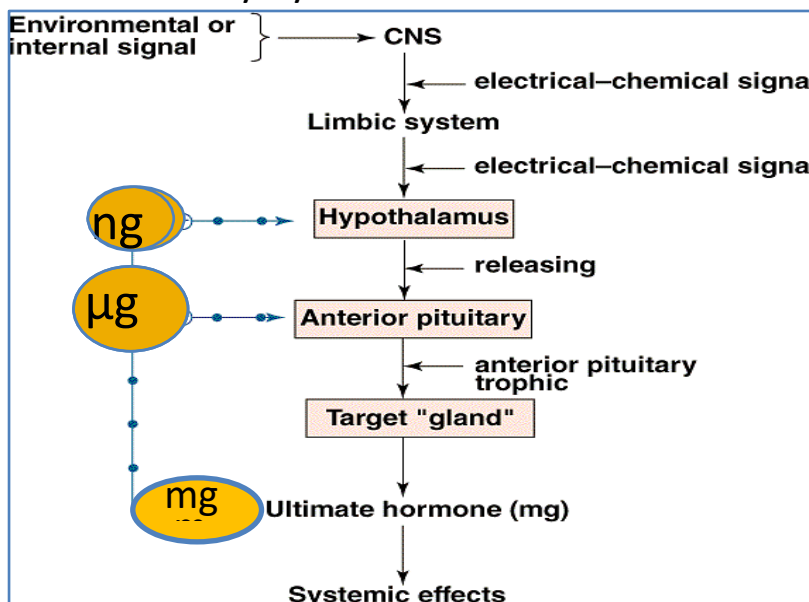 Environmental or
internal signal
CNS
electrical–chemical signa
Limbic system
electrical–chemical signa
ng
Hypothalamus
releasing
µg
Anterior pituitary
anterior pituitary
trophic
Target "gland"
mg
Ultimate hormone (mg)
Systemic effects